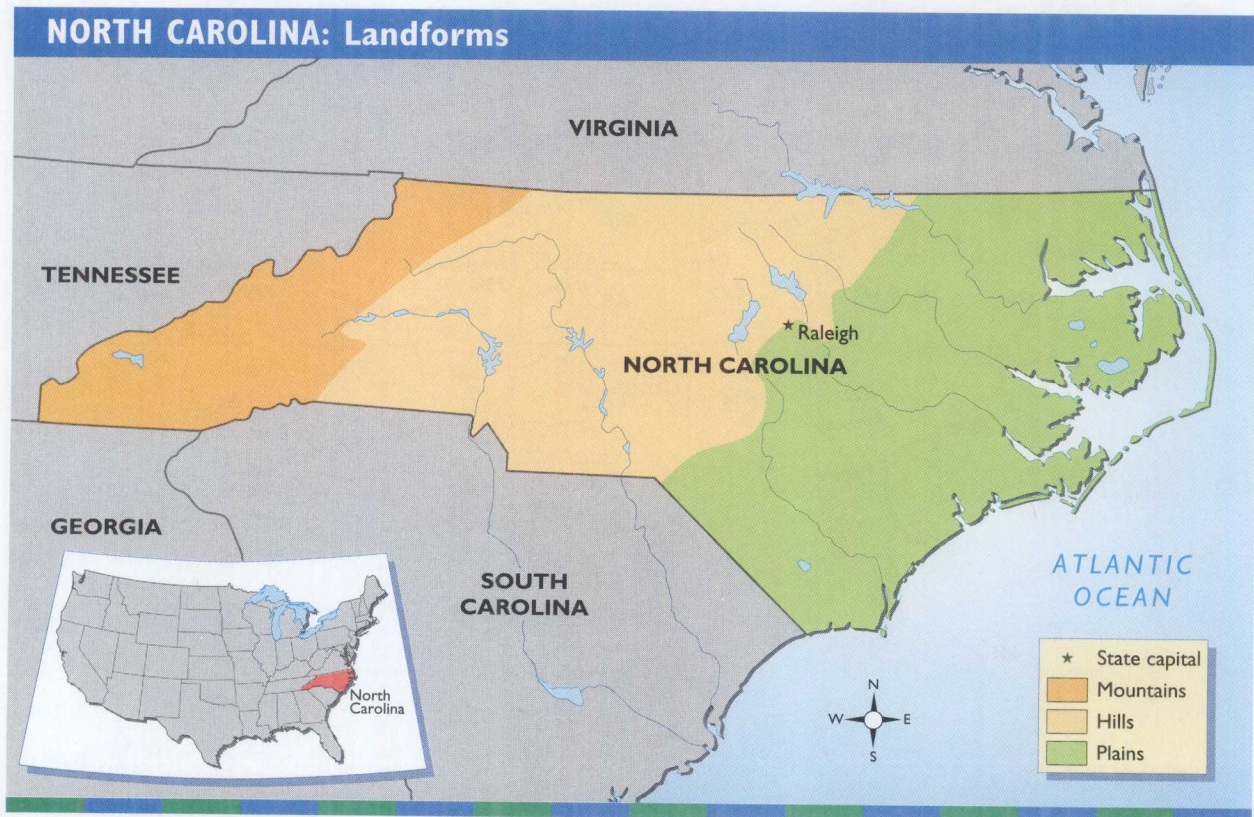 NORTH CAROLINA: Landforms
VIRGINIA
TENNESSEE
Raleigh
NORTH CAROLINA
GEORGIA
SOUTH
CAROLINA
ATLANTIC
OCEAN
North
Carolina
N
W E
S
State capital
Mountains
Hills
Plains